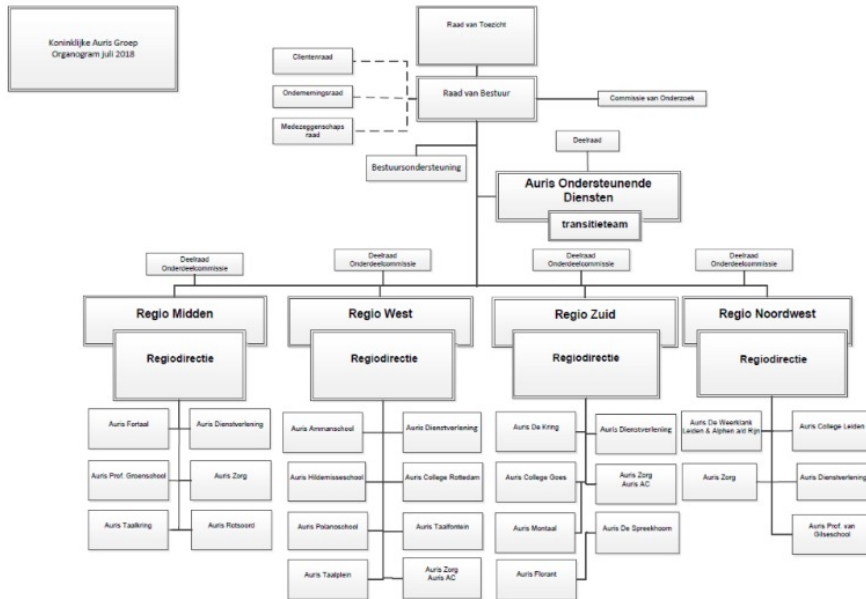 Koninklijke Auris Groep
Organogram juli 2018
Raad van Toezicht
Cliëntenraad
Ondernemingsraad
Medezeggenschaps
raad
Raad van Bestuur
Commissie van Onderzoek
Bestuursondersteuning
Deelraad
Auris Ondersteunende
Diensten
transitieteam
Deelraad
Onderdeelcommissie
Deelraad
Onderdeelcommissie
Deelraad
Onderdeelcommissie
Deelraad
Onderdeelcommissie
Regio Midden
Regiodirectie
Auris Fortaal
Auris Dienstverlening
Auris Prof. Groenschool
Auris Zorg
Auris Taalkring
Auris Rotsoord
Regio West
Regiodirectie
Auris Ammanschool
Auris Dienstverlening
Auris Hildernisseschool
Auris College Rotterdam
Auris Polanoschool
Auris Taalfontein
Auris Taalplein
Auris Zorg
Auris AC
Regio Zuid
Regiodirectie
Auris De Kring
Auris Dienstverlening
Auris College Goes
Auris Zorg
Auris AC
Auris Montaal
Auris De Spreekhoorn
Auris Florant
Regio Noordwest
Regiodirectie
Auris De Weerklank
Leiden & Alphen a/d Rijn
Auris College Leiden
Auris Zorg
Auris Dienstverlening
Auris Prof. van
Gilseschool